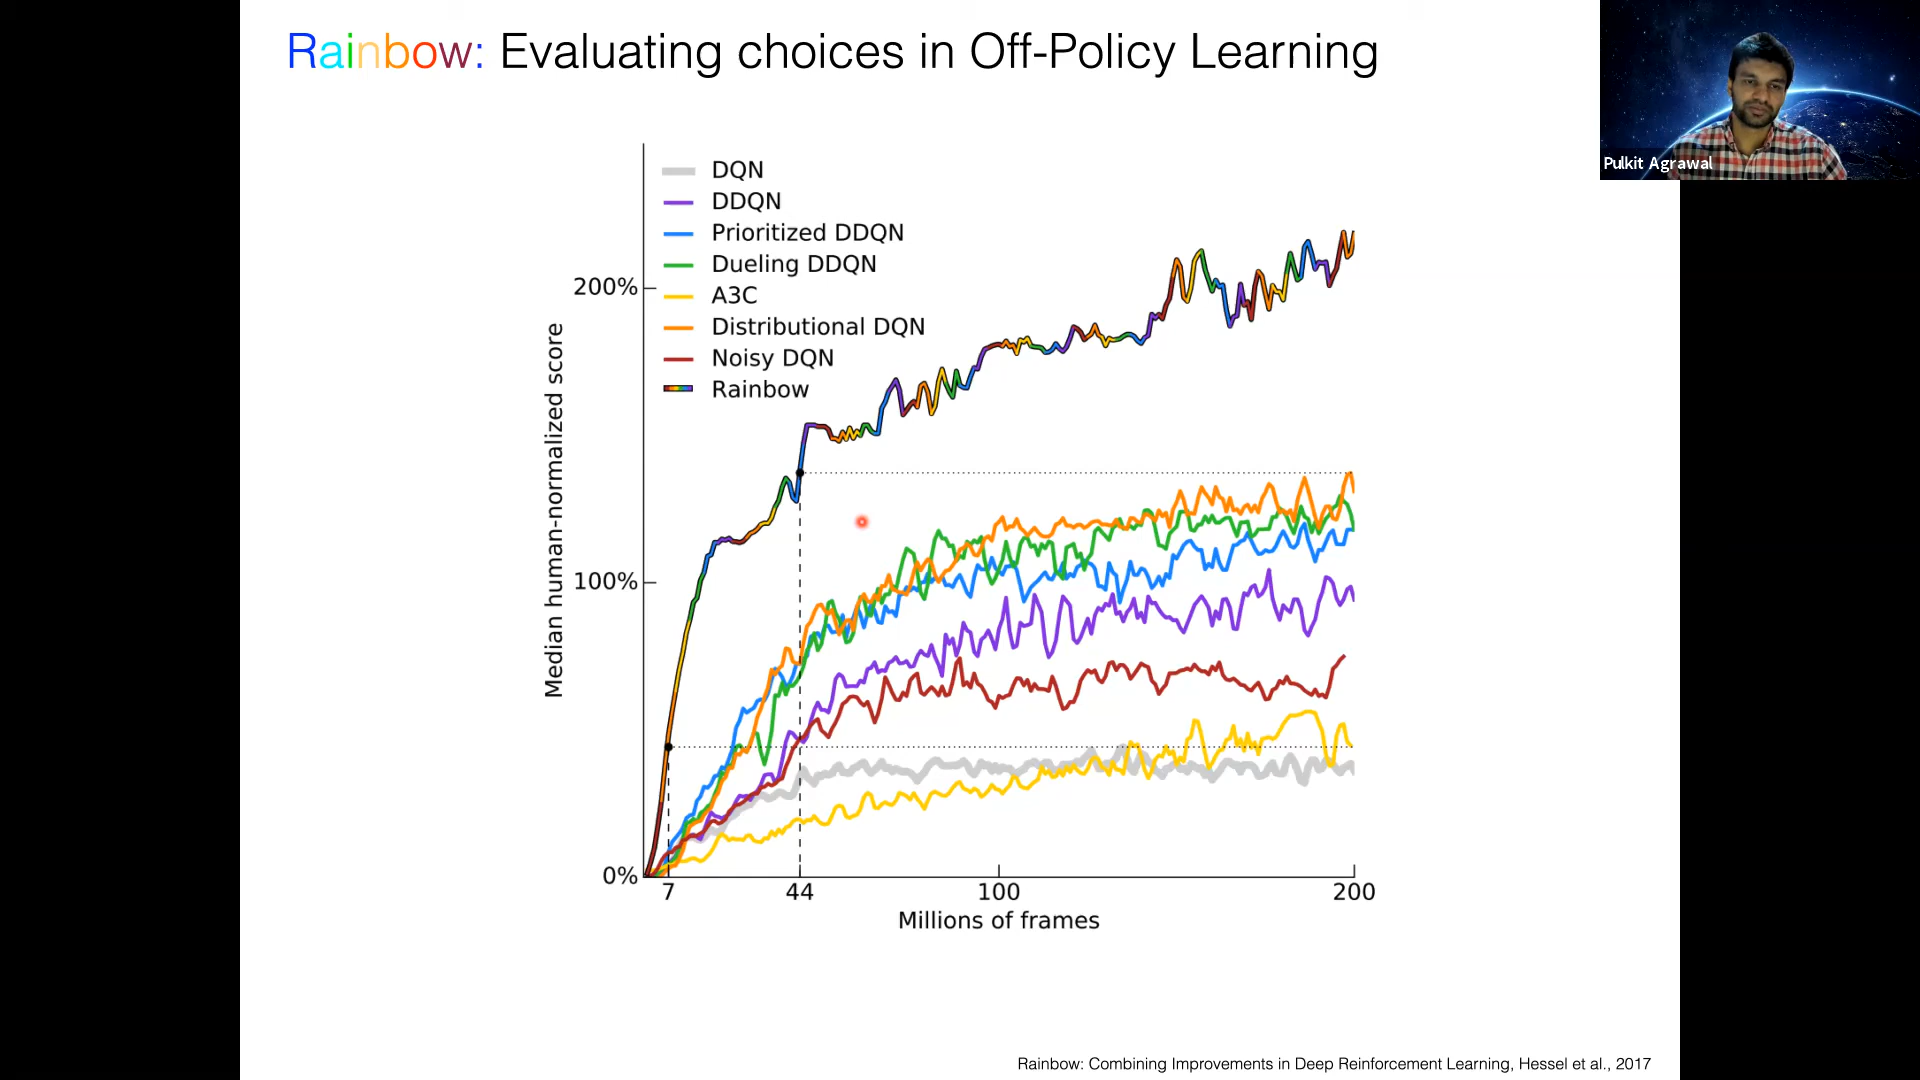 Rainbow: Evaluating choices in Off-Policy Learning
Pulkit Agrawal
DQN
DDQN
Prioritized DDQN
Dueling DDQN
A3C
Distributional DQN
Noisy DQN
Rainbow
200%
100%
0%
Median human-normalized score
7 44 100 200
Millions of frames
Rainbow: Combining Improvements in Deep Reinforcement Learning, Hessel et al., 2017